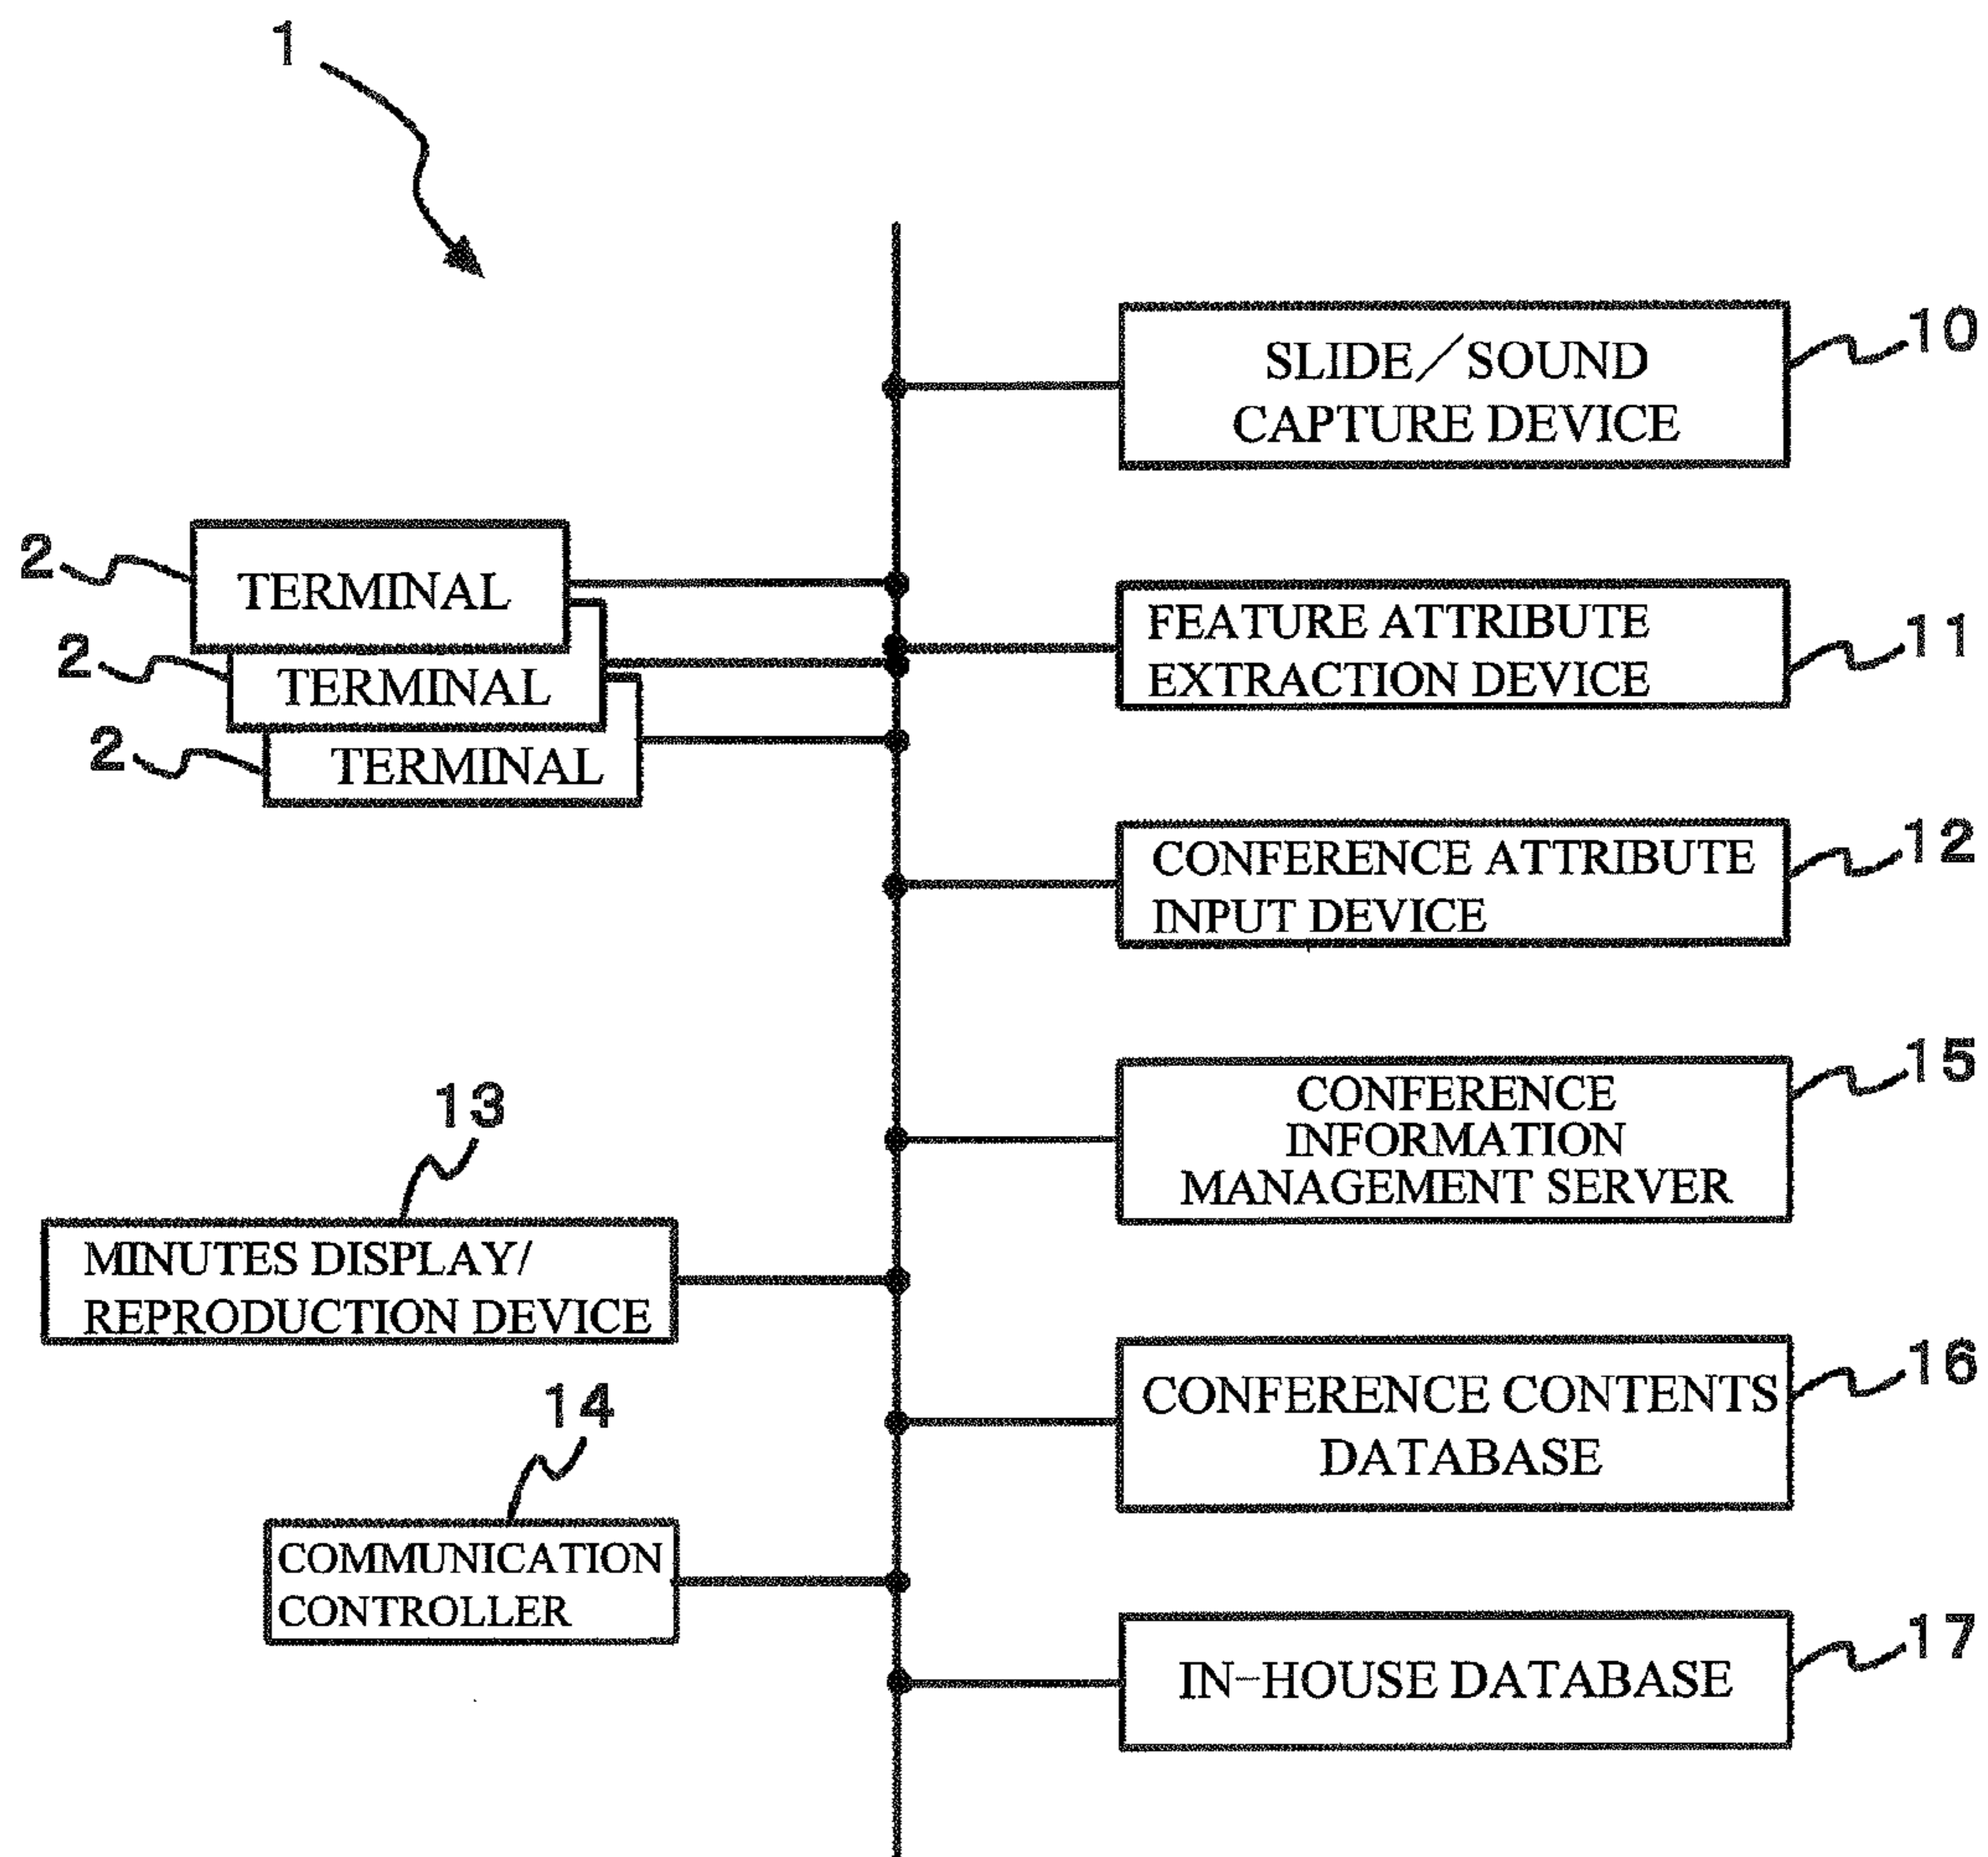 1
SLIDE／SOUND
CAPTURE DEVICE
10
2
TERMINAL
2
TERMINAL
2
TERMINAL
FEATURE ATTRIBUTE
EXTRACTION DEVICE
11
CONFERENCE ATTRIBUTE
INPUT DEVICE
12
CONFERENCE
INFORMATION
MANAGEMENT SERVER
15
13
MINUTES DISPLAY/
REPRODUCTION DEVICE
CONFERENCE CONTENTS
DATABASE
16
14
COMMUNICATION
CONTROLLER
IN-HOUSE DATABASE
17